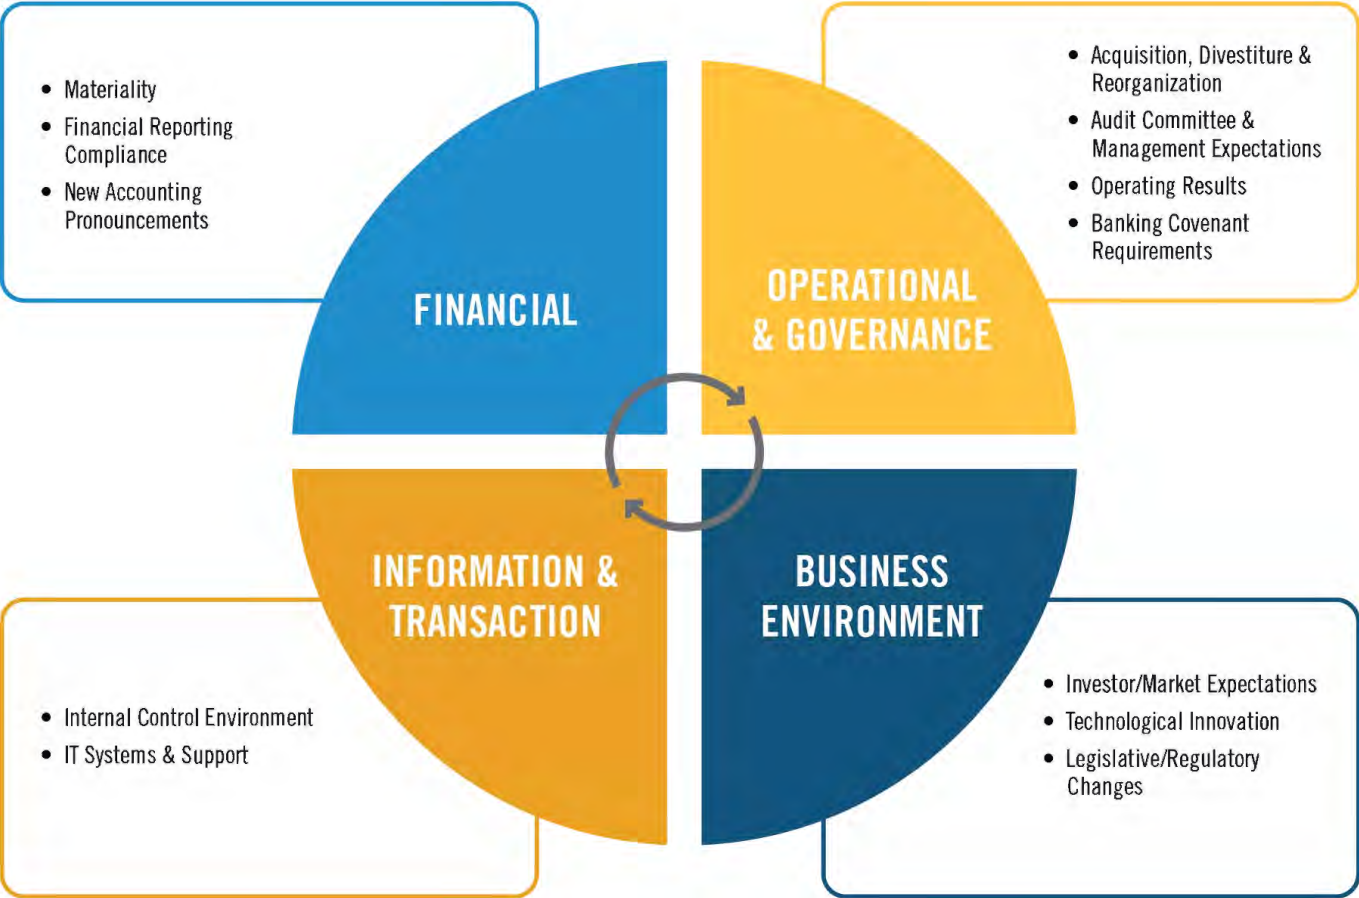 • Materiality
• Financial Reporting
Compliance
• New Accounting
Pronouncements
FINANCIAL
• Acquisition, Divestiture &
Reorganization
• Audit Committee &
Management Expectations
• Operating Results
• Banking Covenant
Requirements
OPERATIONAL
& GOVERNANCE
INFORMATION &
TRANSACTION
• Internal Control Environment
• IT Systems & Support
BUSINESS
ENVIRONMENT
• Investor/Market Expectations
• Technological Innovation
• Legislative/Regulatory
Changes